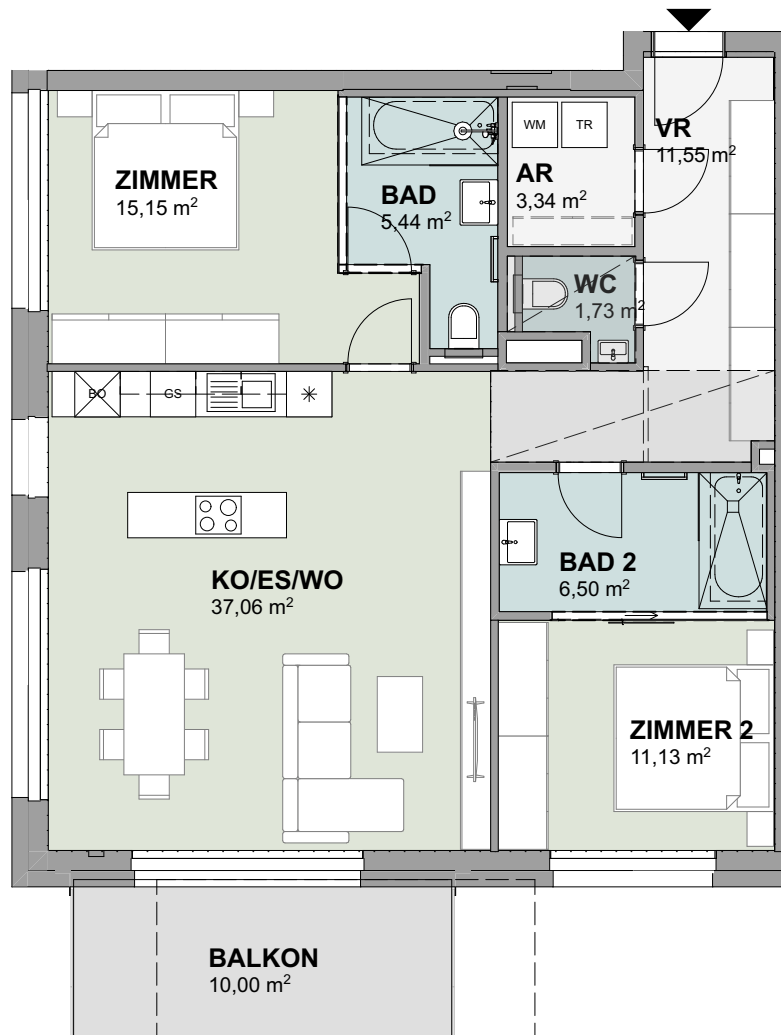 WM
TR
VR
11,55 m²
ZIMMER
15,15 m²
BAD
5,44 m²
AR
3,34 m²
WC
1,73 m²
BO
GS
KO/ES/WO
37,06 m²
BAD 2
6,50 m²
ZIMMER 2
11,13 m²
BALKON
10,00 m²